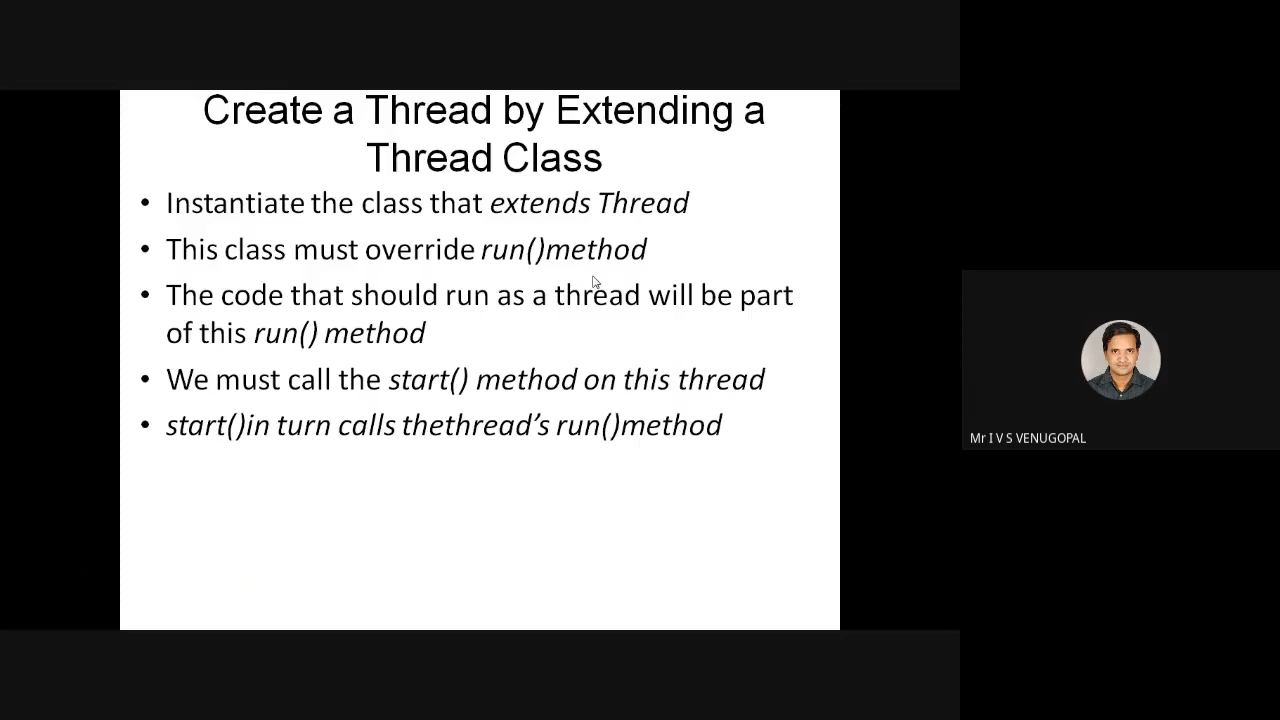 Create a Thread by Extending a
Thread Class
• Instantiate the class that extends Thread
• This class must override run()method
• The code that should run as a thread will be part
of this run() method
• We must call the start() method on this thread
• start()in turn calls thethread’s run()method
Mr I V S VENUGOPAL